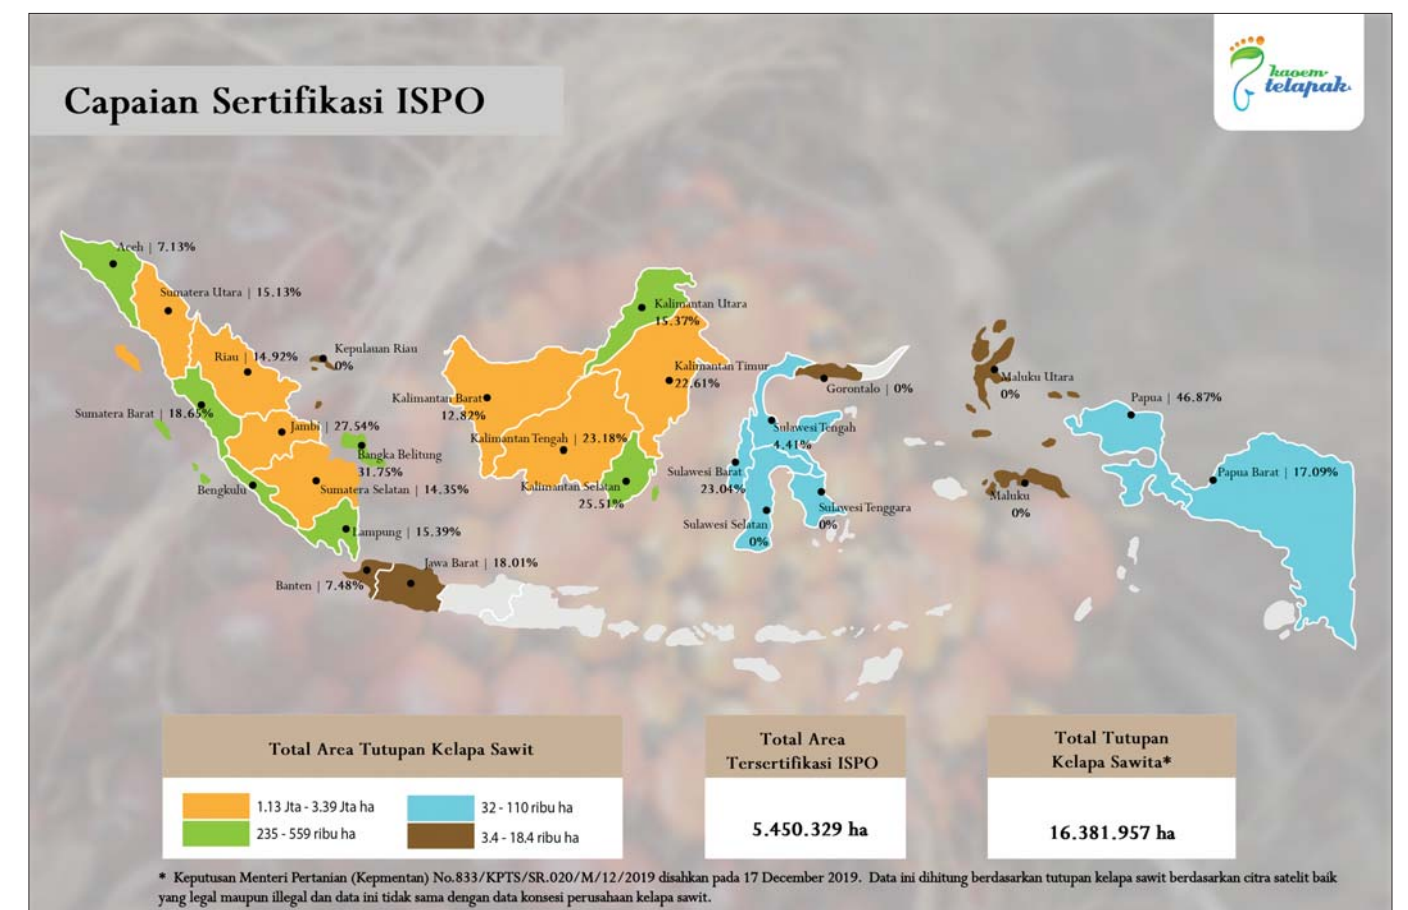 kaoem
telapak
Capaian Sertifikasi ISPO
Aceh | 7.13%
Sumatera Utara | 15.13%
Riau | 14.92%
Kepulauan Riau
0%
Sumatera Barat | 18.65%
Jambi | 27.54%
Bangka Belitung
31.75%
Bengkulu
Sumatera Selatan | 14.35%
Lampung | 15.39%
Banten | 7.48%
Jawa Barat | 18.01%
Kalimantan Utara
15.37%
Kalimantan Timur
22.61%
Kalimantan Barat
12.82%
Kalimantan Tengah | 23.18%
Kalimantan Selatan
25.51%
Gorontalo | 0%
Sulawesi Tengah
4.41%
Sulawesi Barat
23.04%
Sulawesi Selatan
0%
Sulawesi Tenggara
0%
Maluku Utara
0%
Maluku
0%
Papua | 46.87%
Papua Barat | 17.09%
Total Area Tutupan Kelapa Sawit
1.13 Jta - 3.39 Jta ha
235 - 559 ribu ha
32 - 110 ribu ha
3.4 - 18.4 ribu ha
Total Area
Tersertifikasi ISPO
5.450.329 ha
Total Tutupan
Kelapa Sawita*
16.381.957 ha
* Keputusan Menteri Pertanian (Kepmentan) No.833/KPTS/SR.020/M/12/2019 disahkan pada 17 December 2019. Data ini dihitung berdasarkan tutupan kelapa sawit berdasarkan citra satelit baik
yang legal maupun illegal dan data ini tidak sama dengan data konsesi perusahaan kelapa sawit.